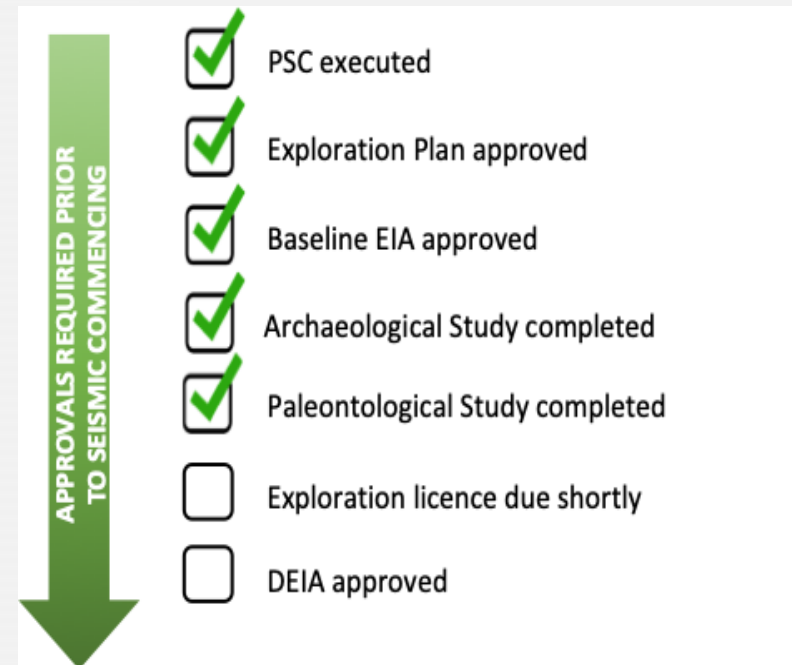 APPROVALS REQUIRED PRIOR
TO SEISMIC COMMENCING
PSC executed
Exploration Plan approved
Baseline EIA approved
Archaeological Study completed
Paleontological Study completed
Exploration licence due shortly
DEIA approved